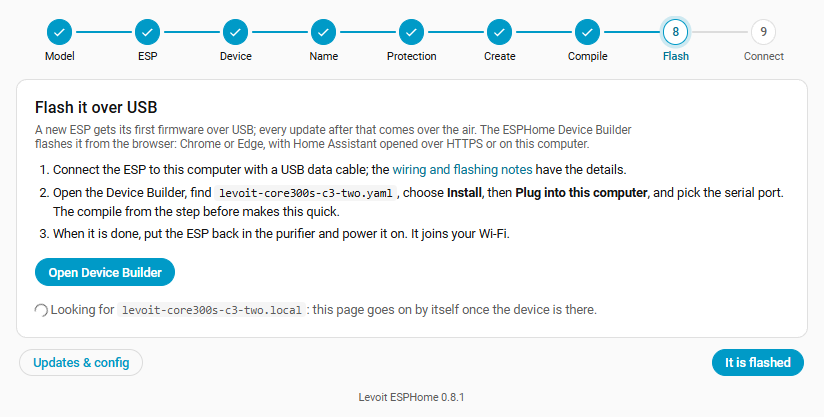 8
9
Model ESP Device Name Protection Create Compile Flash Connect
Flash it over USB
A new ESP gets its first firmware over USB; every update after that comes over the air. The ESPHome Device Builder
flashes it from the browser: Chrome or Edge, with Home Assistant opened over HTTPS or on this computer.
1. Connect the ESP to this computer with a USB data cable; the wiring and flashing notes have the details.
2. Open the Device Builder, find levoit-core300s-c3-two.yaml , choose Install, then Plug into this computer, and pick the serial port.
The compile from the step before makes this quick.
3. When it is done, put the ESP back in the purifier and power it on. It joins your Wi-Fi.
Open Device Builder
Looking for levoit-core300s-c3-two.local : this page goes on by itself once the device is there.
Updates & config
It is flashed
Levoit ESPHome 0.8.1